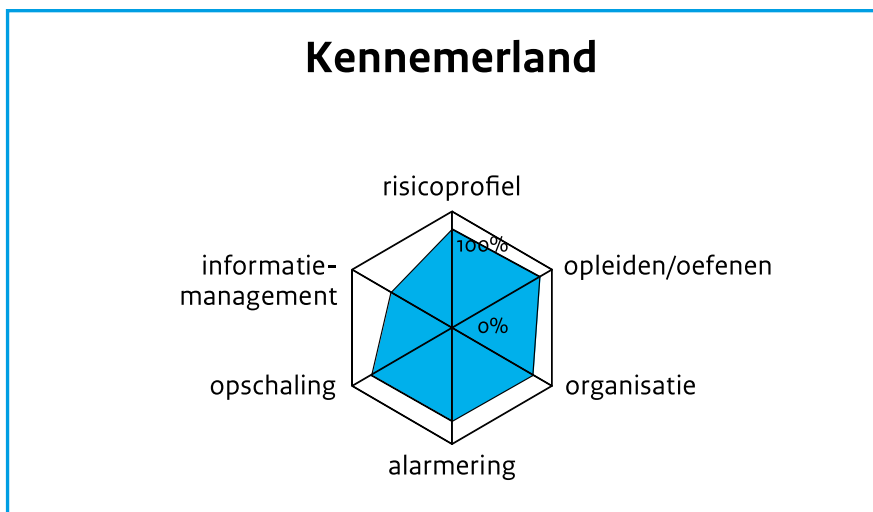 Kennemerland
risicoprofiel
100%
informatie-
management
opleiden/oefenen
0%
opschaling
organisatie
alarmering